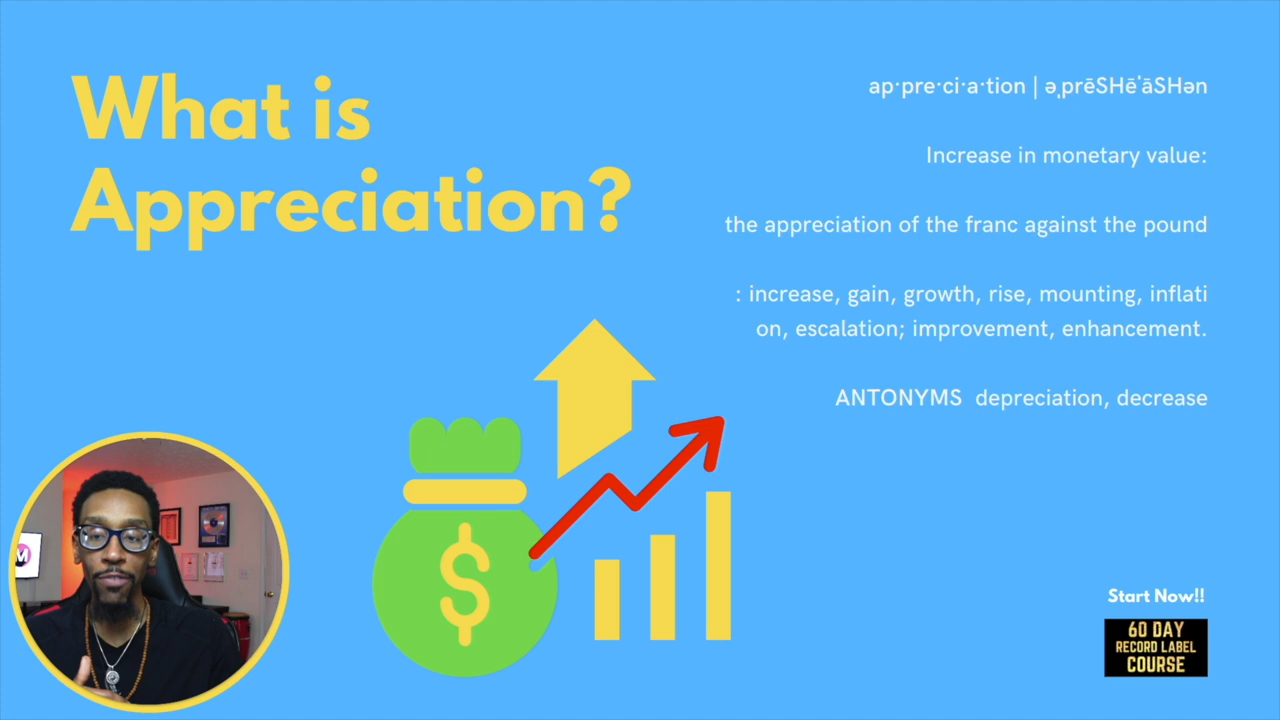 What is
Appreciation?
ap·pre·ci·a·tion | əˌprēSHēˈāSHən
Increase in monetary value:
the appreciation of the franc against the pound
: increase, gain, growth, rise, mounting, inflati
on, escalation; improvement, enhancement.
ANTONYMS  depreciation, decrease
$
M
Start Now!!
60 DAY
RECORD LABEL
COURSE